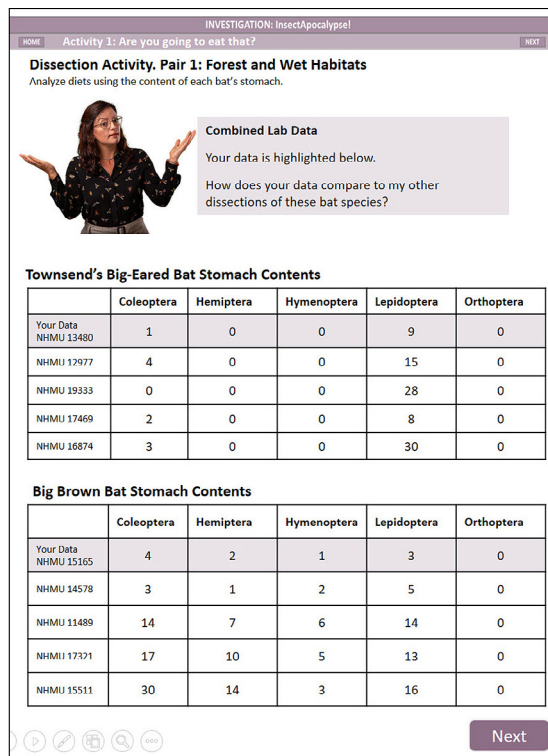 INVESTIGATION: InsectApocalypse!
HOME Activity 1: Are you going to eat that? NEXT
Dissection Activity. Pair 1: Forest and Wet Habitats
Analyze diets using the content of each bat's stomach.
Combined Lab Data
Your data is highlighted below.
How does your data compare to my other
dissections of these bat species?
Townsend's Big-Eared Bat Stomach Contents
Coleoptera Hemiptera Hymenoptera Lepidoptera Orthoptera
Your Data
NHMU 13480 1 0 0 9 0
NHMU 12977 4 0 0 15 0
NHMU 19333 0 0 0 28 0
NHMU 17469 2 0 0 8 0
NHMU 16874 3 0 0 30 0
Big Brown Bat Stomach Contents
Coleoptera Hemiptera Hymenoptera Lepidoptera Orthoptera
Your Data
NHMU 15165 4 2 1 3 0
NHMU 14578 3 1 2 5 0
NHMU 11489 14 7 6 14 0
NHMU 17321 17 10 5 13 0
NHMU 15511 30 14 3 16 0
Next